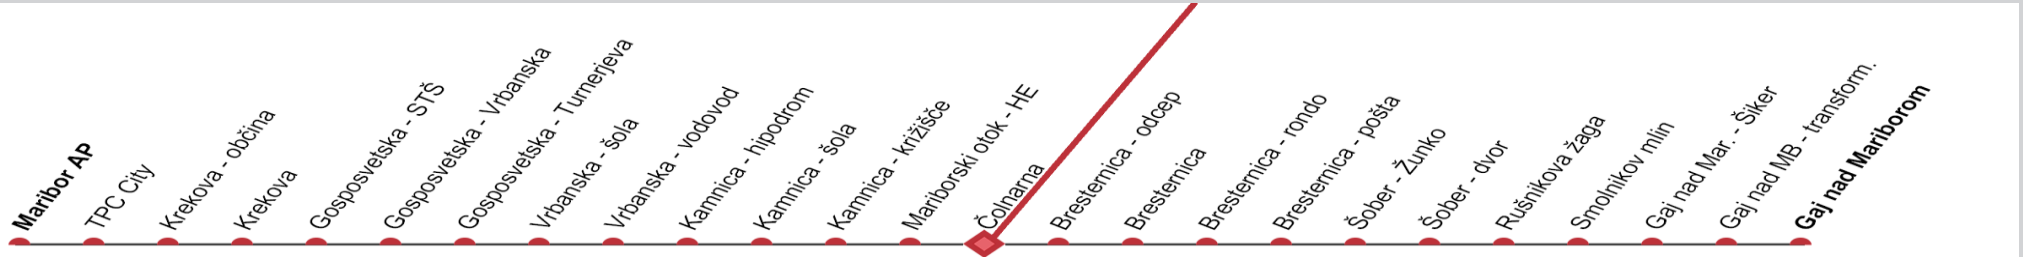 Maribor AP
TPC City
Krekova - občina
Krekova
Gosposvetska - STŠ
Gosposvetska - Vrbanska
Gosposvetska - Turnerjeva
Vrbanska - šola
Vrbanska - vodovod
Kamnica - hipodrom
Kamnica - šola
Kamnica - križišče
Mariborski otok - HE
Čolnarna
Bresternica - odcep
Bresternica
Bresternica - rondo
Bresternica - pošta
Šober - Žunko
Šober - dvor
Rušnikova žaga
Smolnikov mlin
Gaj nad Mar. - Šiker
Gaj nad MB - transform.
Gaj nad Mariborom